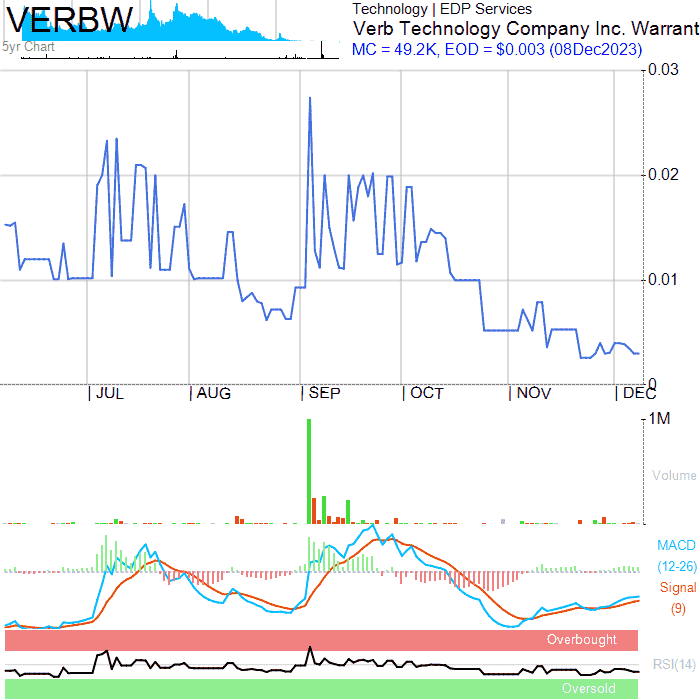 VERBW
5yr Chart
Technology | EDP Services
Verb Technology Company Inc. Warrant
MC = 49.2K, EOD = $0.003 (08Dec2023)
0.03
0.02
0.01
0
JUL
AUG
SEP
OCT
NOV
DEC
1M
Volume
MACD
(12-26)
Signal
(9)
Overbought
RSI(14)
Oversold